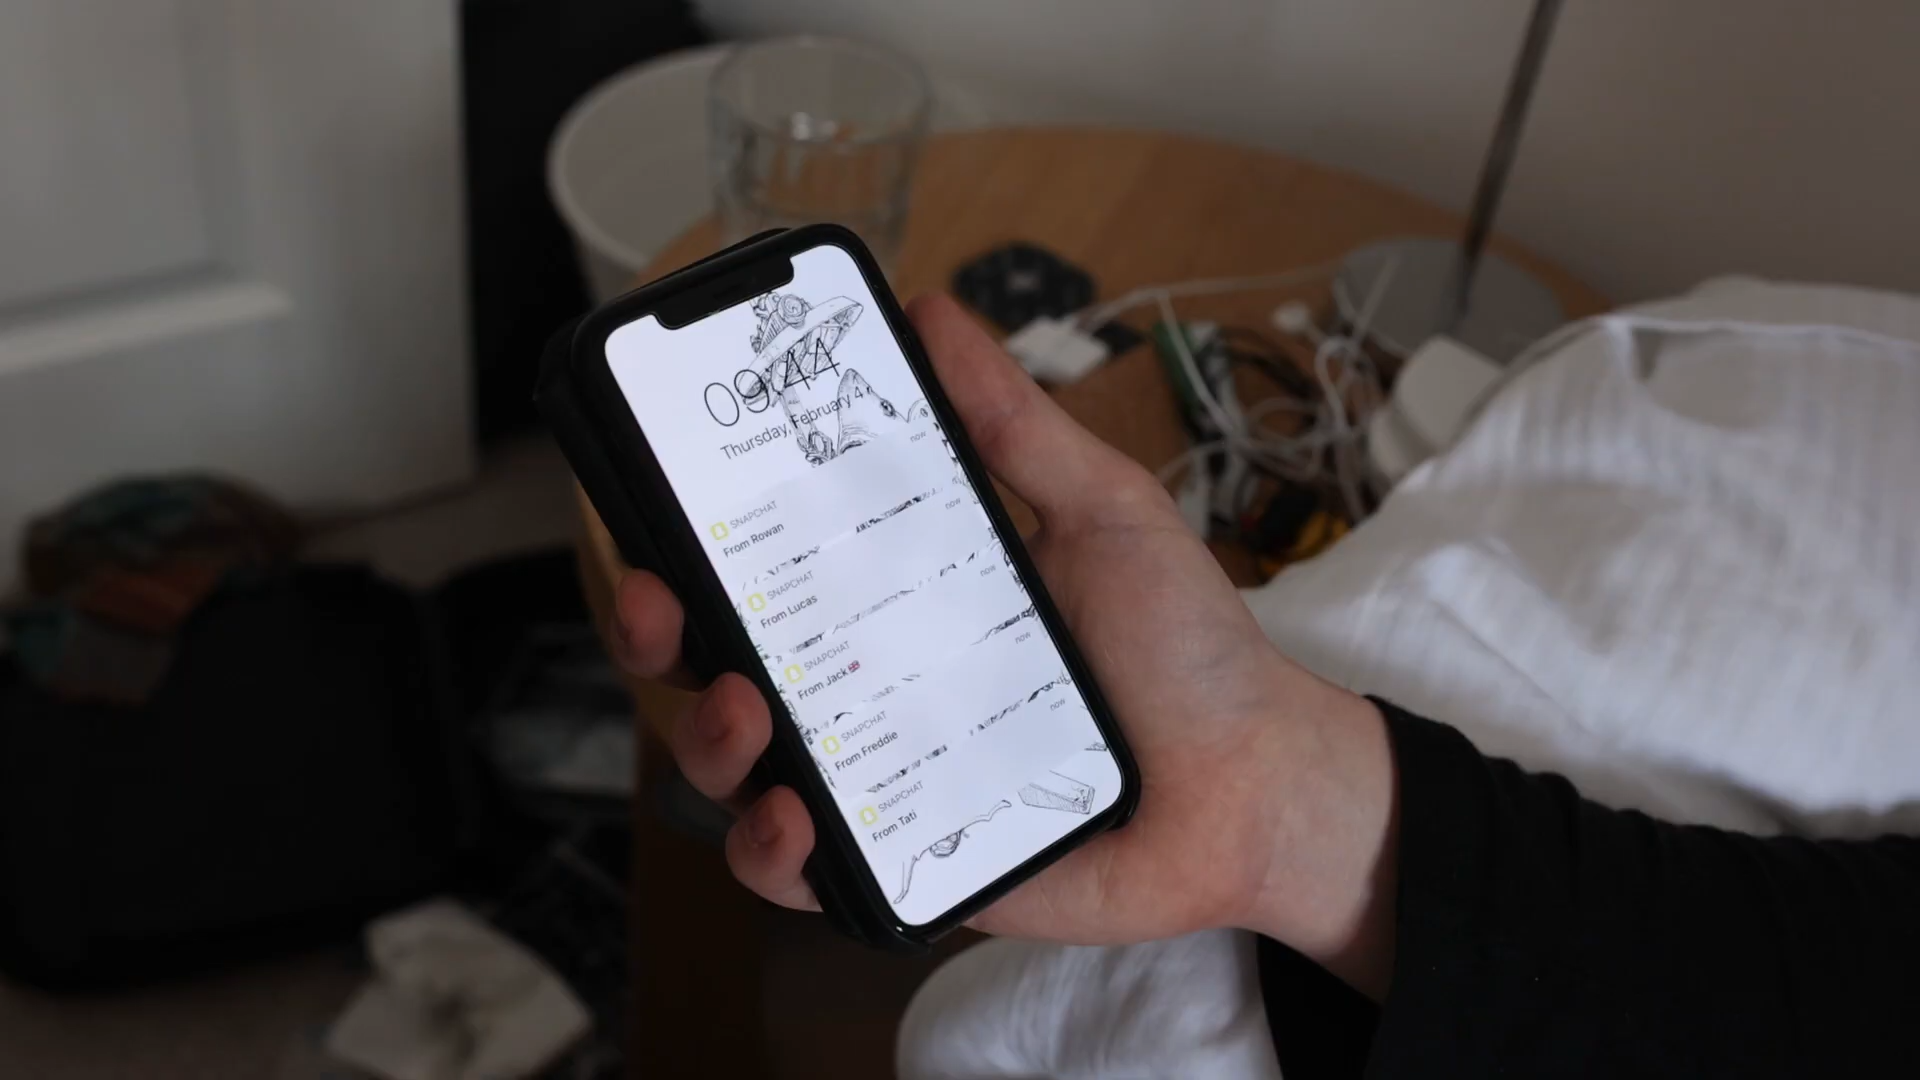 09:44
Thursday, February 4
now
SNAPCHAT
From Rowan
now
SNAPCHAT
From Lucas
now
SNAPCHAT
From Jack🇬🇧
now
SNAPCHAT
From Freddie
now
SNAPCHAT
From Tati